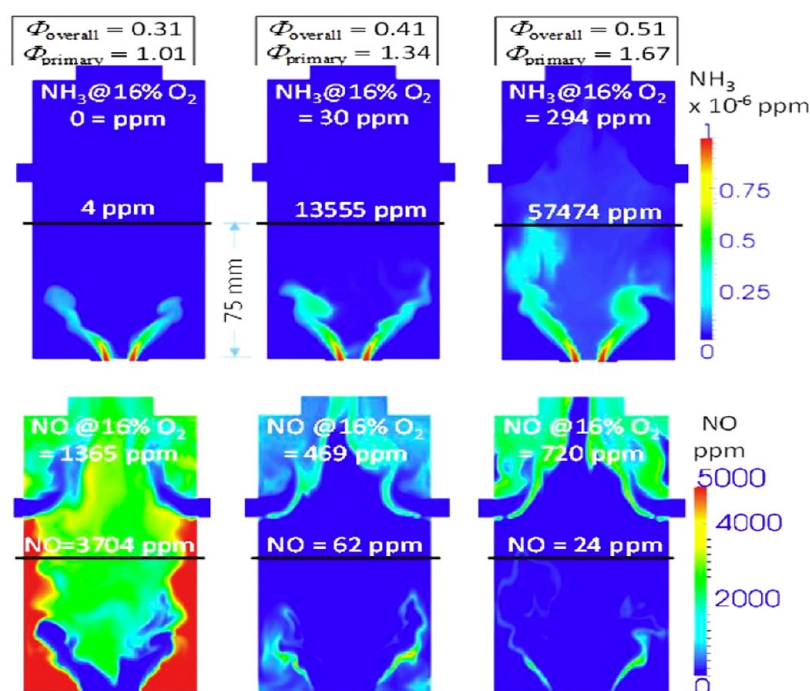 Φoverall = 0.31
Φprimary = 1.01
Φoverall = 0.41
Φprimary = 1.34
Φoverall = 0.51
Φprimary = 1.67
NH3@16% O2
0 = ppm
4 ppm
NH3@16% O2
= 30 ppm
13555 ppm
75 mm
NH3@16% O2
= 294 ppm
57474 ppm
NH3
x 10-6 ppm
1
0.75
0.5
0.25
0
NO @16% O2
= 1365 ppm
NO=3704 ppm
NO @16% O2
= 469 ppm
NO = 62 ppm
NO @16% O2
= 720 ppm
NO = 24 ppm
NO
ppm
5000
4000
2000
0